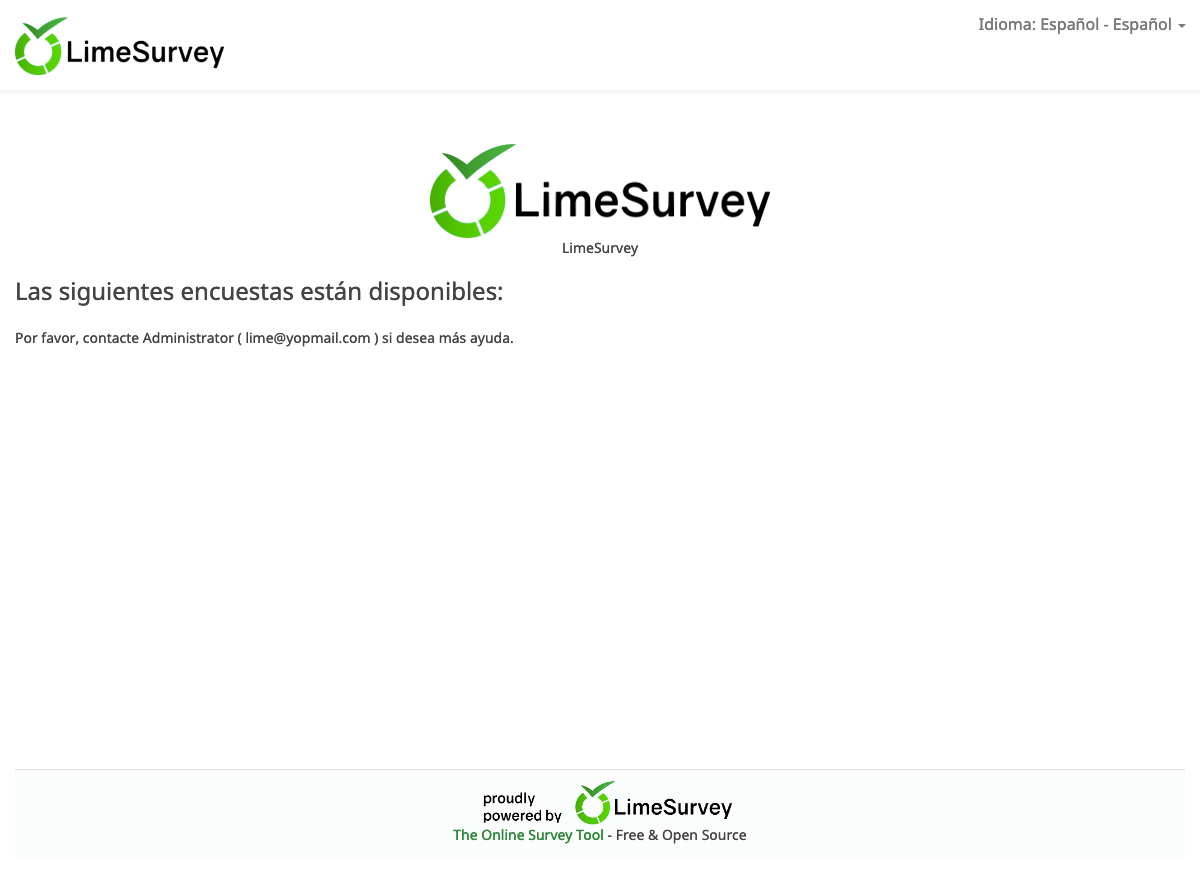 LimeSurvey
Idioma: Español - Español
LimeSurvey
LimeSurvey
Las siguientes encuestas están disponibles:
Por favor, contacte Administrator ( lime@yopmail.com ) si desea más ayuda.
proudly
powered by
LimeSurvey
The Online Survey Tool - Free & Open Source